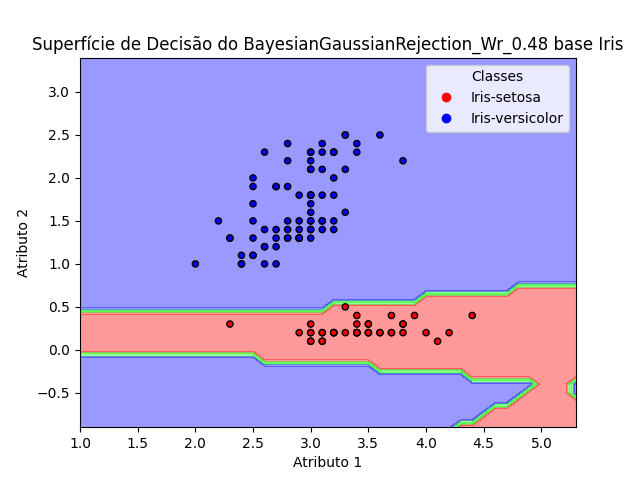 Superfície de Decisão do BayesianGaussianRejection_Wr_0.48 base Iris
Classes
Iris-setosa
Iris-versicolor
Atributo 2
3.0
2.5
2.0
1.5
1.0
0.5
0.0
−0.5
1.0 1.5 2.0 2.5 3.0 3.5 4.0 4.5 5.0
Atributo 1